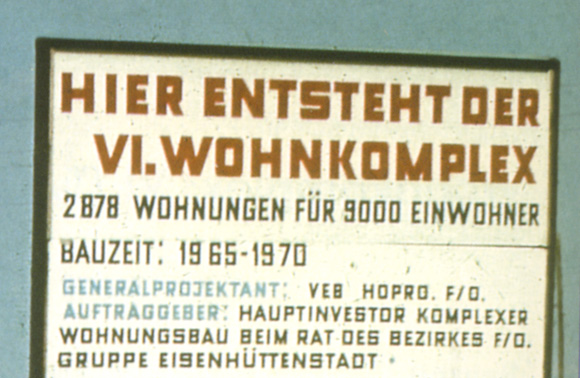 HIER ENTSTEHT DER
VI. WOHNKOMPLEX
2878 WOHNUNGEN FÜR 9000 EINWOHNER
BAUZEIT: 1965-1970
GENERALPROJEKTANT: VEB HOPRO. F/O.
AUFTRAGGEBER: HAUPTINVESTOR KOMPLEXER
WOHNUNGSBAU BEIM RAT DES BEZIRKES F/O.
GRUPPE EISENHÜTTENSTADT